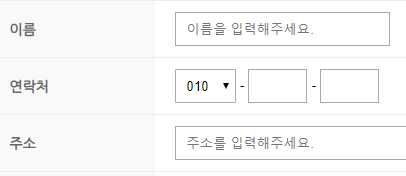 이름 이름을 입력해주세요.
연락처 010 - -
주소 주소를 입력해주세요.